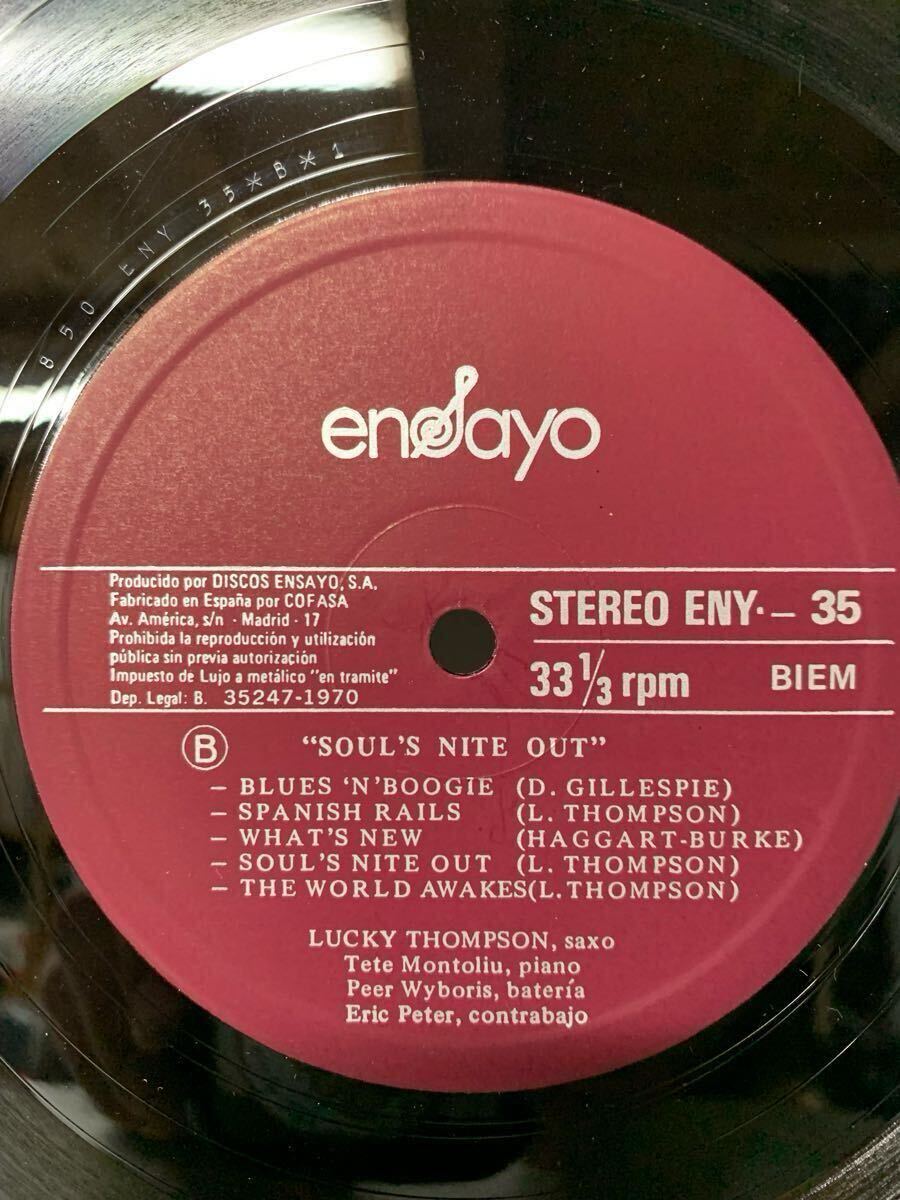 850 ENY 35*B*1
ensayo
Producido por DISCOS ENSAYO, S.A.
Fabricado en España por COFASA
Av. América, s/n · Madrid · 17
Prohibida la reproducción y utilización
pública sin previa autorización
Impuesto de Lujo a metálico "en tramite"
Dep. Legal: B. 35247-1970
STEREO ENY·– 35
33 1/3 rpm BIEM
B "SOUL'S NITE OUT"
– BLUES 'N'BOOGIE (D. GILLESPIE)
– SPANISH RAILS (L. THOMPSON)
– WHAT'S NEW (HAGGART-BURKE)
– SOUL'S NITE OUT (L. THOMPSON)
– THE WORLD AWAKES(L. THOMPSON)
LUCKY THOMPSON, saxo
Tete Montoliu, piano
Peer Wyboris, batería
Eric Peter, contrabajo